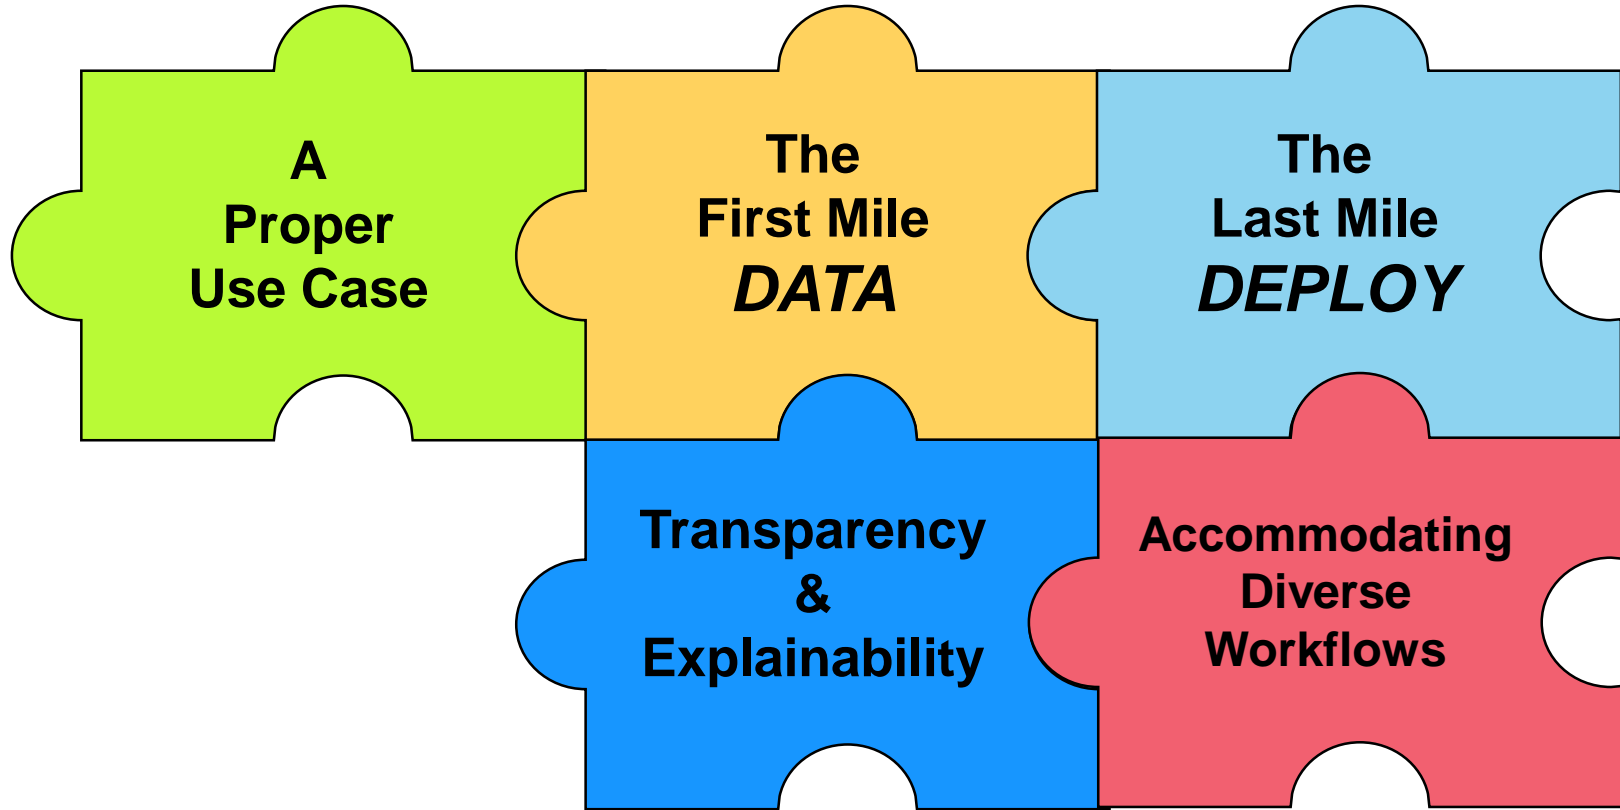 A
Proper
Use Case
The
First Mile
DATA
The
Last Mile
DEPLOY
Transparency
&
Explainability
Accommodating
Diverse
Workflows